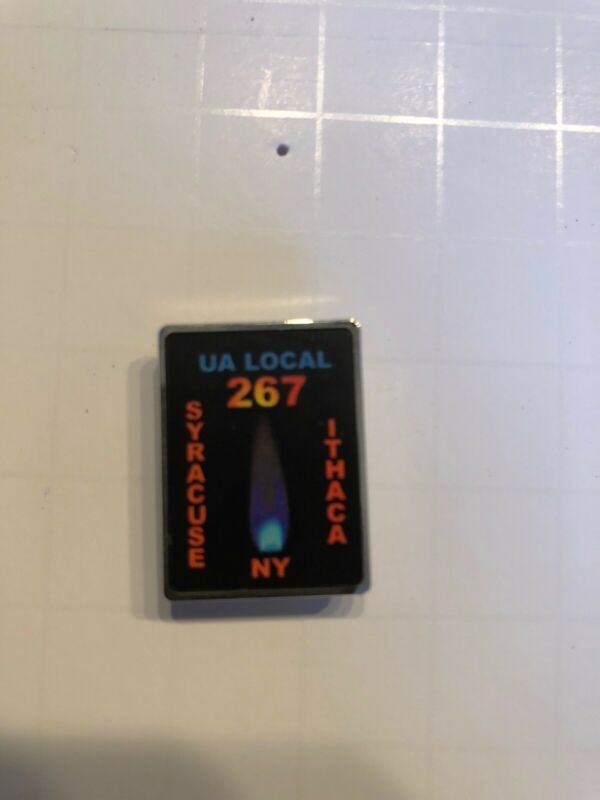 UA LOCAL
267
SYRACUSE
ITHACA
NY